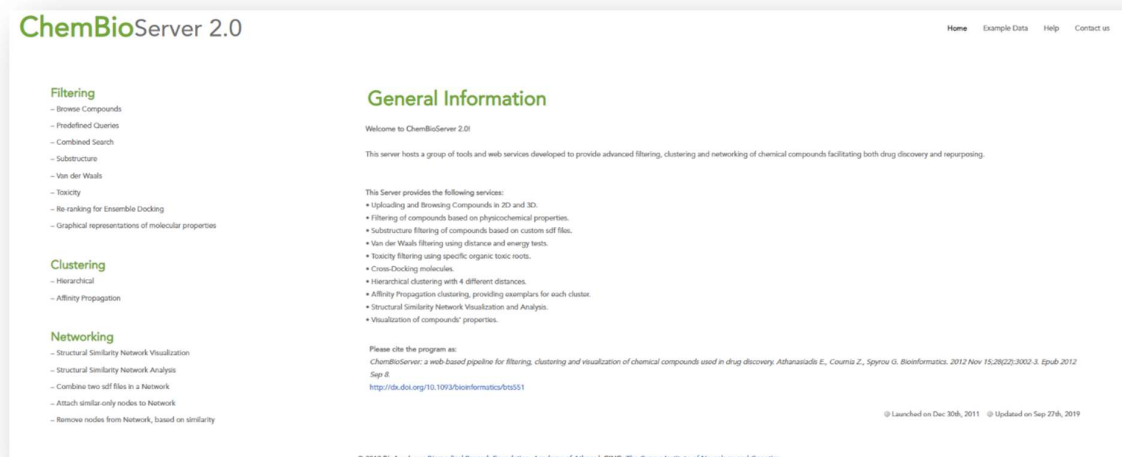 ChemBioServer 2.0
Home Example Data Help Contact us
Filtering
– Browse Compounds
– Predefined Queries
– Combined Search
– Substructure
– Van der Waals
– Toxicity
– Re-ranking for Ensemble Docking
– Graphical representations of molecular properties
Clustering
– Hierarchical
– Affinity Propagation
Networking
– Structural Similarity Network Visualization
– Structural Similarity Network Analysis
– Combine two sdf files in a Network
– Attach similar-only nodes to Network
– Remove nodes from Network, based on similarity
General Information
Welcome to ChemBioServer 2.0!
This server hosts a group of tools and web services developed to provide advanced filtering, clustering and networking of chemical compounds facilitating both drug discovery and repurposing.
This Server provides the following services:
• Uploading and Browsing Compounds in 2D and 3D.
• Filtering of compounds based on physicochemical properties.
• Substructure filtering of compounds based on custom sdf files.
• Van der Waals filtering using distance and energy tests.
• Toxicity filtering using specific organic toxic roots.
• Cross-Docking molecules.
• Hierarchical clustering with 4 different distances.
• Affinity Propagation clustering, providing exemplars for each cluster.
• Structural Similarity Network Visualization and Analysis.
• Visualization of compounds' properties.
Please cite the program as:
ChemBioServer: a web-based pipeline for filtering, clustering and visualization of chemical compounds used in drug discovery. Athanasiadis E., Cournia Z., Spyrou G. Bioinformatics. 2012 Nov 15;28(22):3002-3. Epub 2012
Sep 8.
http://dx.doi.org/10.1093/bioinformatics/bts551
@ Launched on Dec 30th, 2011 @ Updated on Sep 27th, 2019